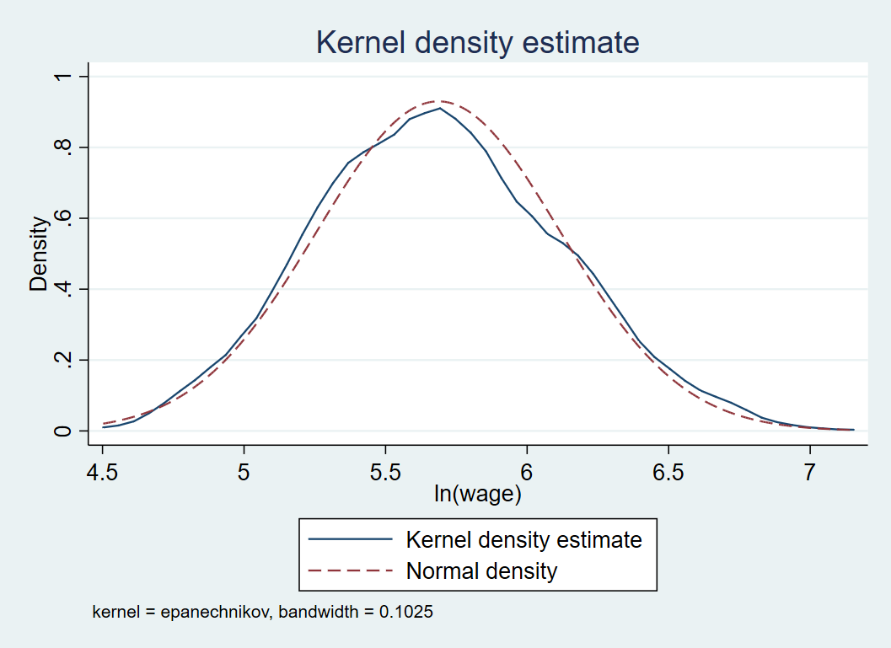 Kernel density estimate
1
.8
.6
.4
.2
0
Density
4.5 5 5.5 6 6.5 7
ln(wage)
Kernel density estimate
Normal density
kernel = epanechnikov, bandwidth = 0.1025